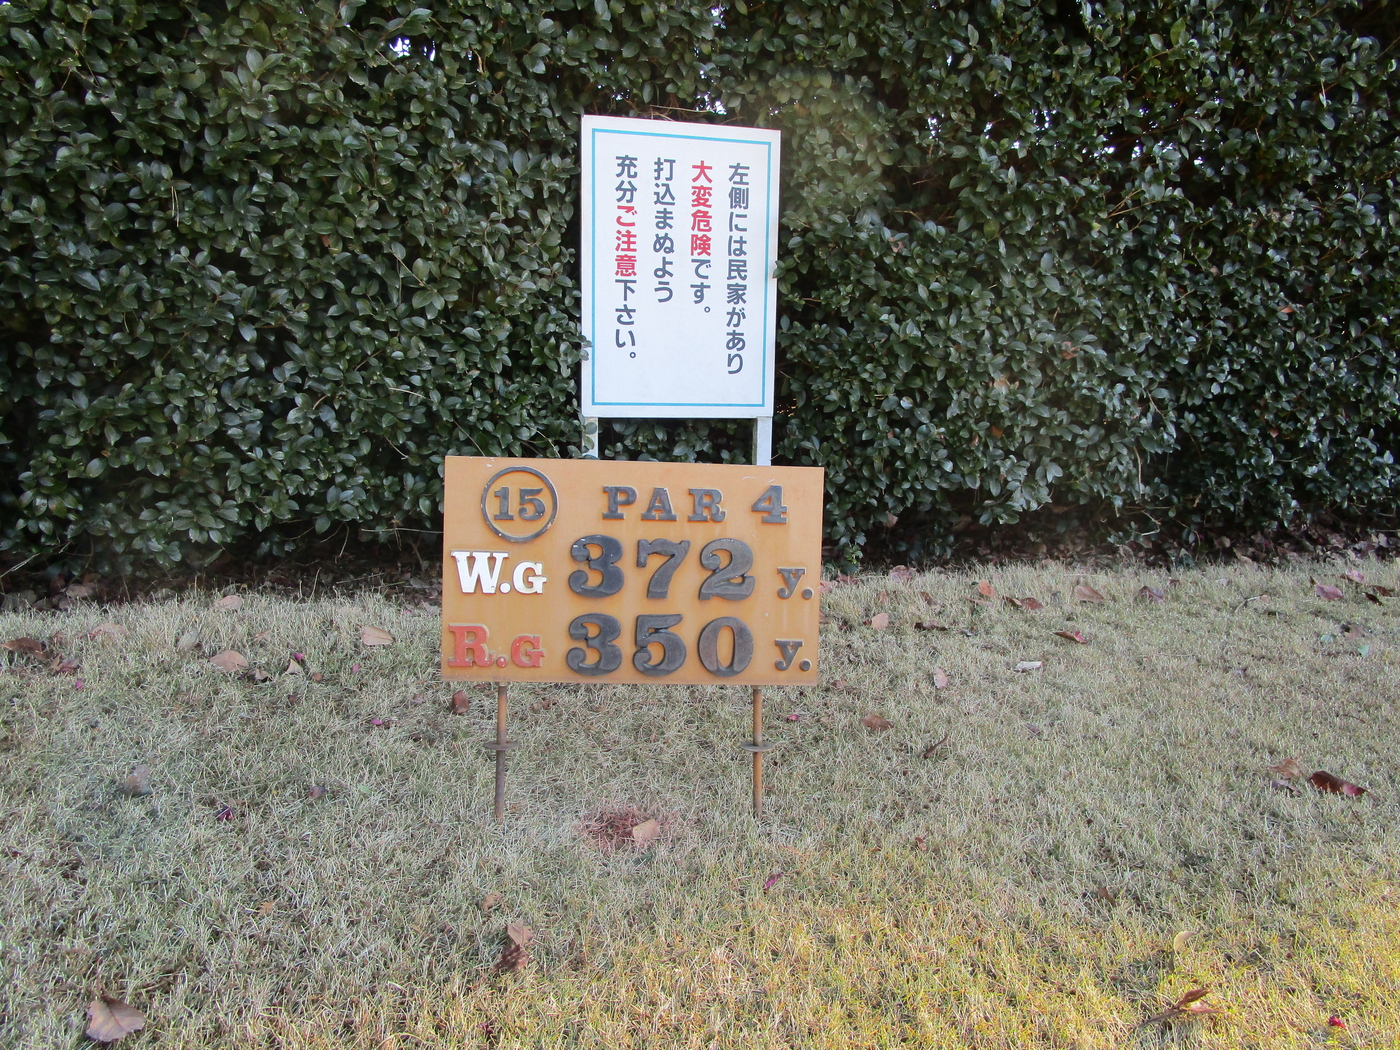 左側には民家があり
大変危険です。
打込まぬよう
充分ご注意下さい。
15 PAR 4
W.G 372 y.
R.G 350 y.